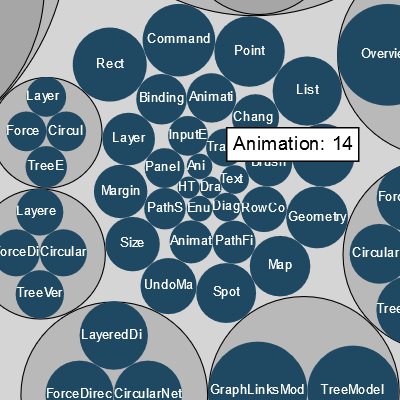 Command
Point
Rect
Overvie
List
Layer
Binding
Animati
Chang
Force
Circul
Layer
InputE
Tra
Animation: 14
TreeE
Panel
Ani
Brush
Text
Margin
HT
Dra
Forc
Layere
PathS
Enu
Diag
RowCo
Geometry
Size
Animat
PathFi
ForceDi
Circular
Circular
Map
TreeVer
UndoMa
Spot
Tree
LayeredDi
GraphLinksMod
TreeModel
ForceDirec
CircularNet